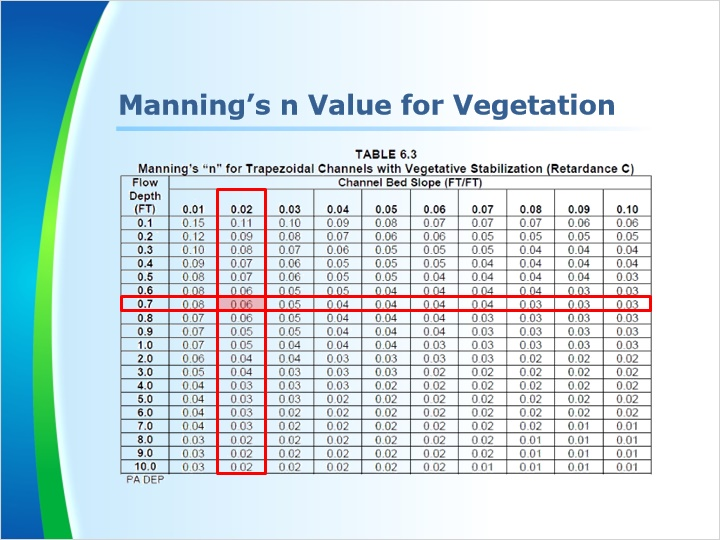 Manning’s n Value for Vegetation
TABLE 6.3
Manning's "n" for Trapezoidal Channels with Vegetative Stabilization (Retardance C)
Flow Depth (FT) Channel Bed Slope (FT/FT)
0.01 0.02 0.03 0.04 0.05 0.06 0.07 0.08 0.09 0.10
0.1 0.15 0.11 0.10 0.09 0.08 0.07 0.07 0.07 0.06 0.06
0.2 0.12 0.09 0.08 0.07 0.06 0.06 0.05 0.05 0.05 0.05
0.3 0.10 0.08 0.07 0.06 0.05 0.05 0.05 0.04 0.04 0.04
0.4 0.09 0.07 0.06 0.05 0.05 0.04 0.04 0.04 0.04 0.04
0.5 0.08 0.07 0.06 0.05 0.05 0.04 0.04 0.04 0.04 0.03
0.6 0.08 0.06 0.05 0.05 0.04 0.04 0.04 0.04 0.03 0.03
0.7 0.08 0.06 0.05 0.04 0.04 0.04 0.04 0.03 0.03 0.03
0.8 0.07 0.06 0.05 0.04 0.04 0.04 0.03 0.03 0.03 0.03
0.9 0.07 0.05 0.05 0.04 0.04 0.04 0.03 0.03 0.03 0.03
1.0 0.07 0.05 0.04 0.04 0.04 0.03 0.03 0.03 0.03 0.03
2.0 0.06 0.04 0.04 0.03 0.03 0.03 0.03 0.02 0.02 0.02
3.0 0.05 0.04 0.03 0.03 0.03 0.02 0.02 0.02 0.02 0.02
4.0 0.04 0.03 0.03 0.03 0.02 0.02 0.02 0.02 0.02 0.02
5.0 0.04 0.03 0.03 0.02 0.02 0.02 0.02 0.02 0.02 0.02
6.0 0.04 0.03 0.02 0.02 0.02 0.02 0.02 0.02 0.02 0.02
7.0 0.04 0.03 0.02 0.02 0.02 0.02 0.02 0.02 0.01 0.01
8.0 0.03 0.02 0.02 0.02 0.02 0.02 0.02 0.01 0.01 0.01
9.0 0.03 0.02 0.02 0.02 0.02 0.02 0.02 0.01 0.01 0.01
10.0 0.03 0.02 0.02 0.02 0.02 0.02 0.01 0.01 0.01 0.01
PA DEP